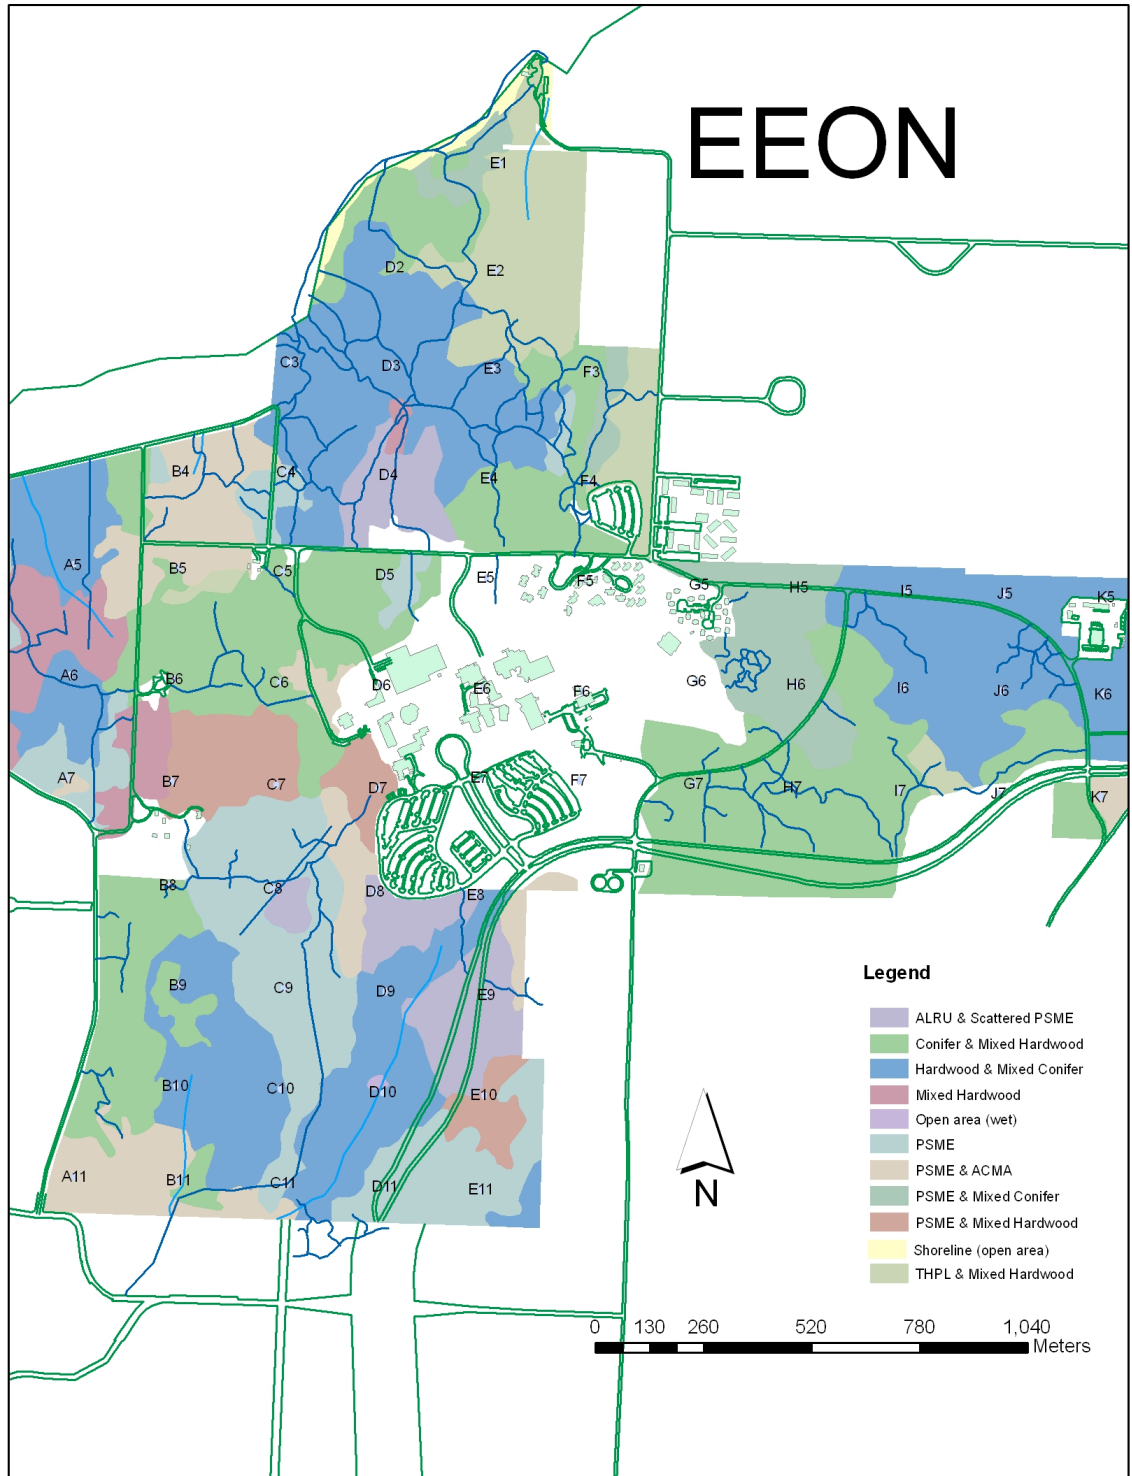 EEON
E1
D2 E2
C3 D3 E3 F3
B4 C4 D4 E4 F4
A5 B5 C5 D5 E5 F5 G5 H5 I5 J5 K5
A6 B6 C6 D6 E6 F6 G6 H6 I6 J6 K6
A7 B7 C7 D7 E7 F7 G7 H7 I7 J7 K7
B8 C8 D8 E8
B9 C9 D9 E9
B10 C10 D10 E10
A11 B11 C11 D11 E11
Legend
ALRU & Scattered PSME
Conifer & Mixed Hardwood
Hardwood & Mixed Conifer
Mixed Hardwood
Open area (wet)
PSME
PSME & ACMA
PSME & Mixed Conifer
PSME & Mixed Hardwood
Shoreline (open area)
THPL & Mixed Hardwood
N
0 130 260 520 780 1,040
Meters